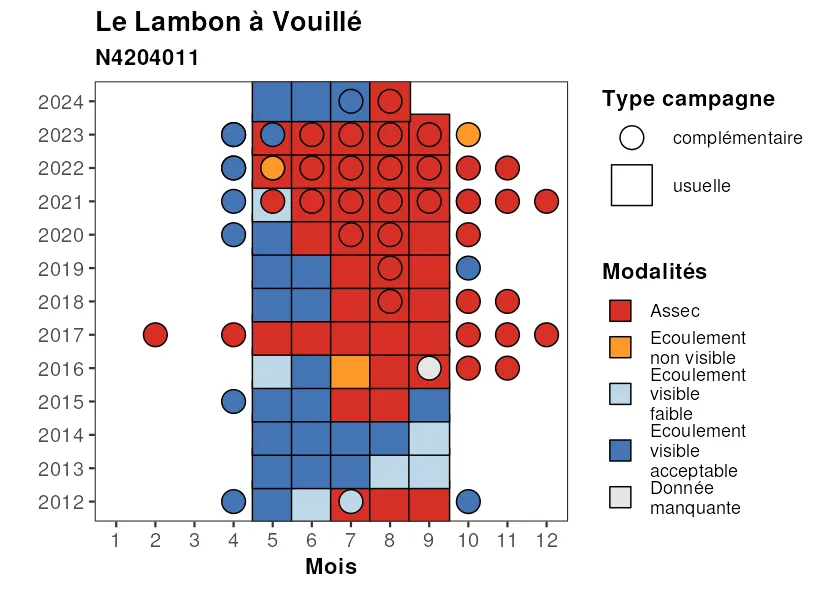 Le Lambon à Vouillé
N4204011
2024
2023
2022
2021
2020
2019
2018
2017
2016
2015
2014
2013
2012
1 2 3 4 5 6 7 8 9 10 11 12
Mois
Type campagne
complémentaire
usuelle
Modalités
Assec
Ecoulement
non visible
Ecoulement
visible
faible
Ecoulement
visible
acceptable
Donnée
manquante